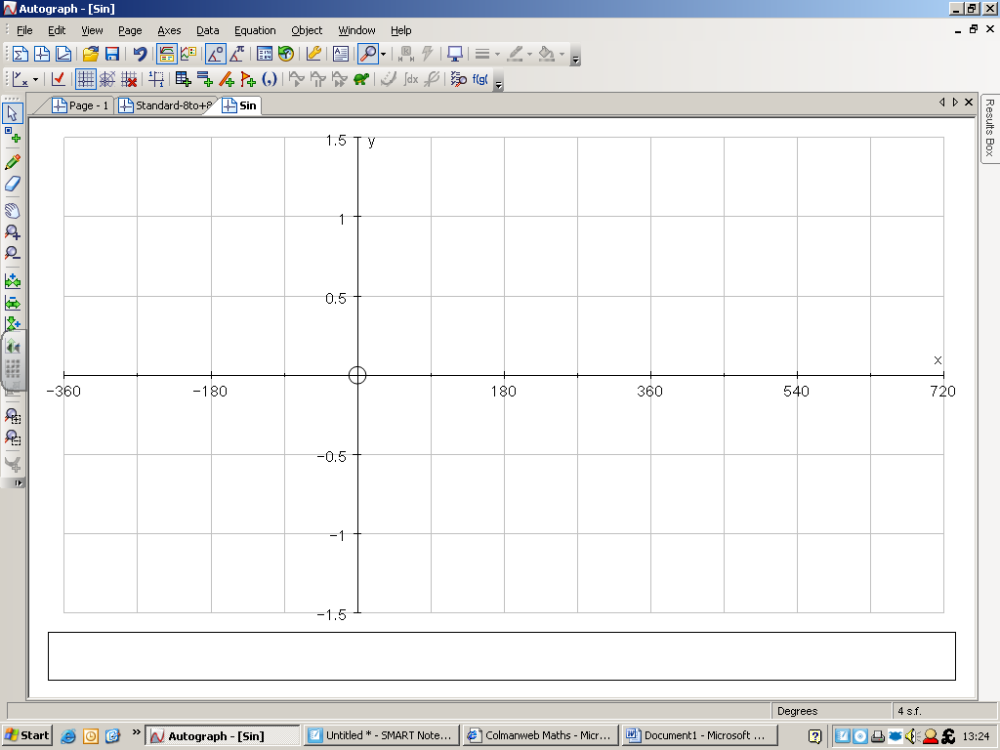 Autograph - [Sin]
File Edit View Page Axes Data Equation Object Window Help
Page - 1 Standard-8to+8 Sin
Results Box
1.5 y
1
0.5
x
−360 −180 180 360 540 720
−0.5
−1
−1.5
Degrees 4 s.f.
Start » Autograph - [Sin] Untitled * - SMART Note... Colmanweb Maths - Micr... Document1 - Microsoft ... 13:24